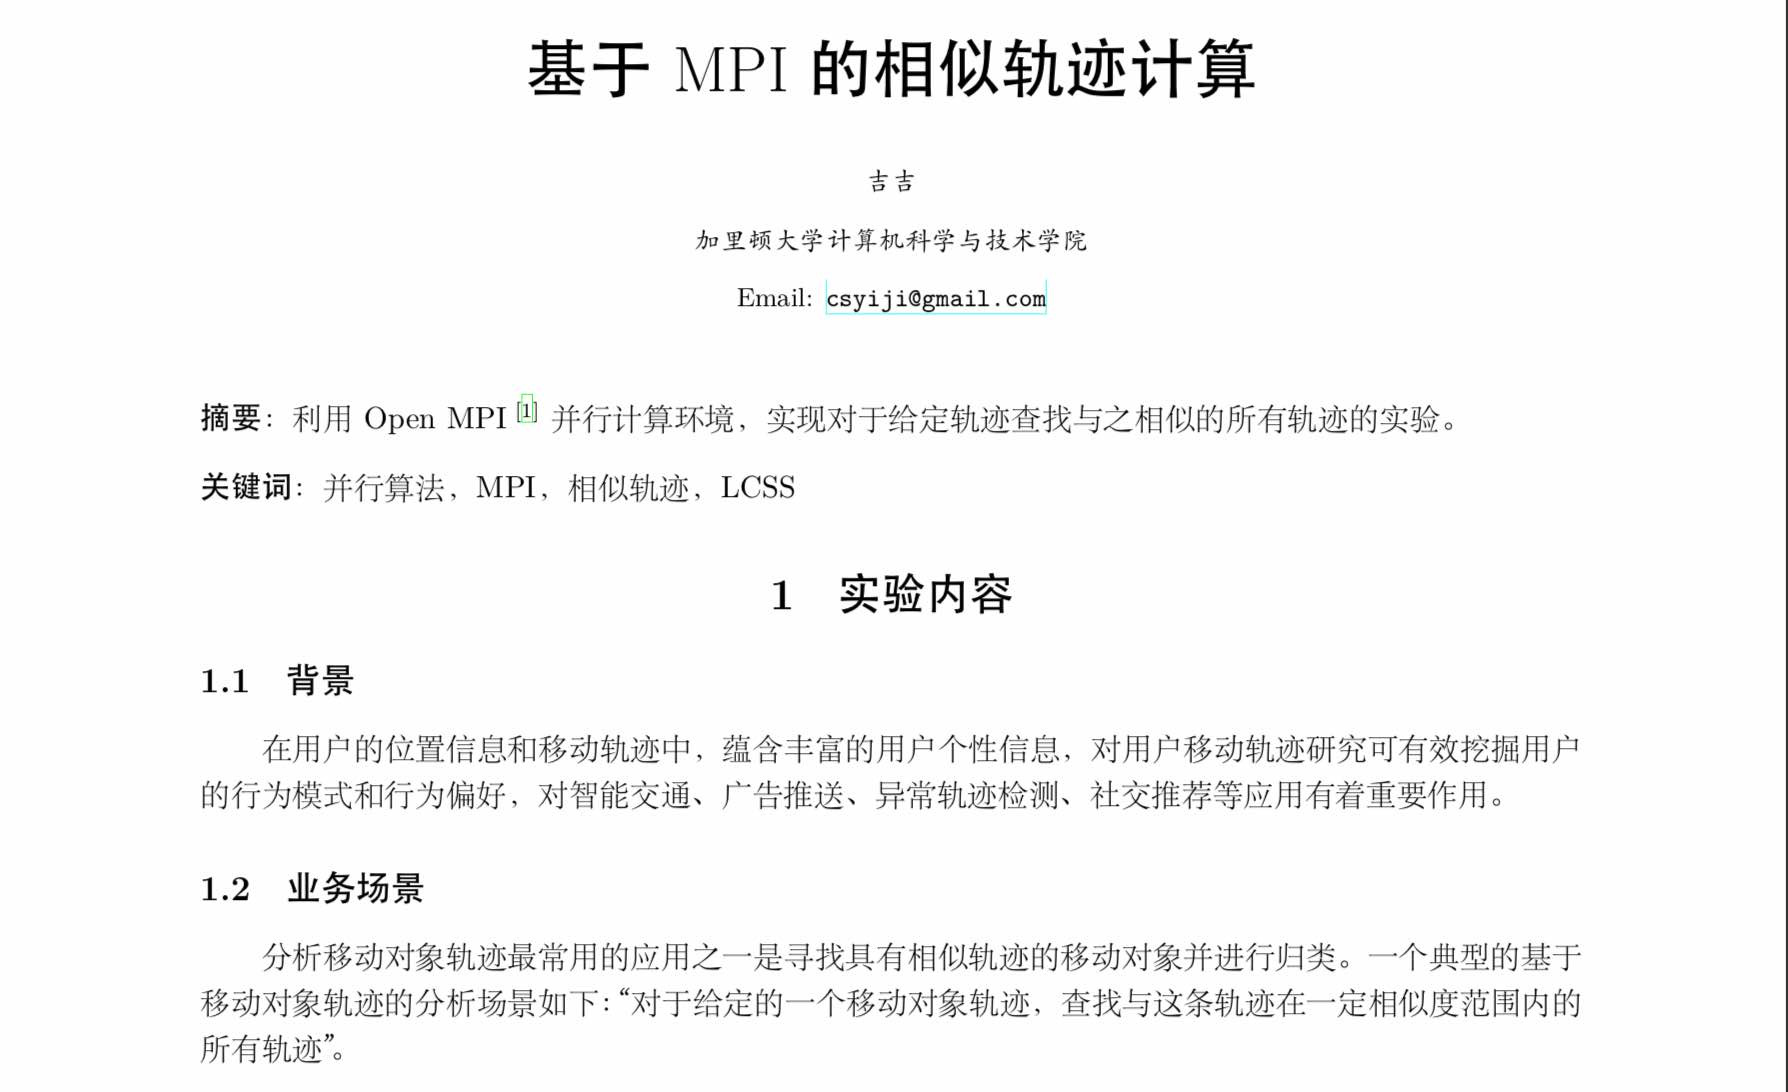 基于 MPI 的相似轨迹计算
吉吉
加里顿大学计算机科学与技术学院
Email: csyiji@gmail.com
摘要：利用 Open MPI [1] 并行计算环境，实现对于给定轨迹查找与之相似的所有轨迹的实验。
关键词：并行算法，MPI，相似轨迹，LCSS
1 实验内容
1.1 背景
在用户的位置信息和移动轨迹中，蕴含丰富的用户个性信息，对用户移动轨迹研究可有效挖掘用户
的行为模式和行为偏好，对智能交通、广告推送、异常轨迹检测、社交推荐等应用有着重要作用。
1.2 业务场景
分析移动对象轨迹最常用的应用之一是寻找具有相似轨迹的移动对象并进行归类。一个典型的基于
移动对象轨迹的分析场景如下：“对于给定的一个移动对象轨迹，查找与这条轨迹在一定相似度范围内的
所有轨迹”。